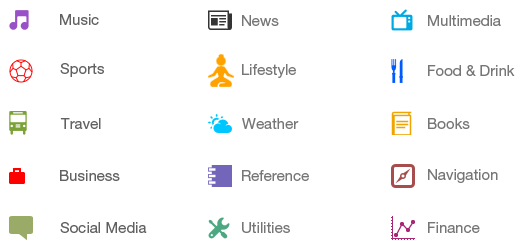 Music
News
Multimedia
Sports
Lifestyle
Food & Drink
Travel
Weather
Books
Business
Reference
Navigation
Social Media
Utilities
Finance